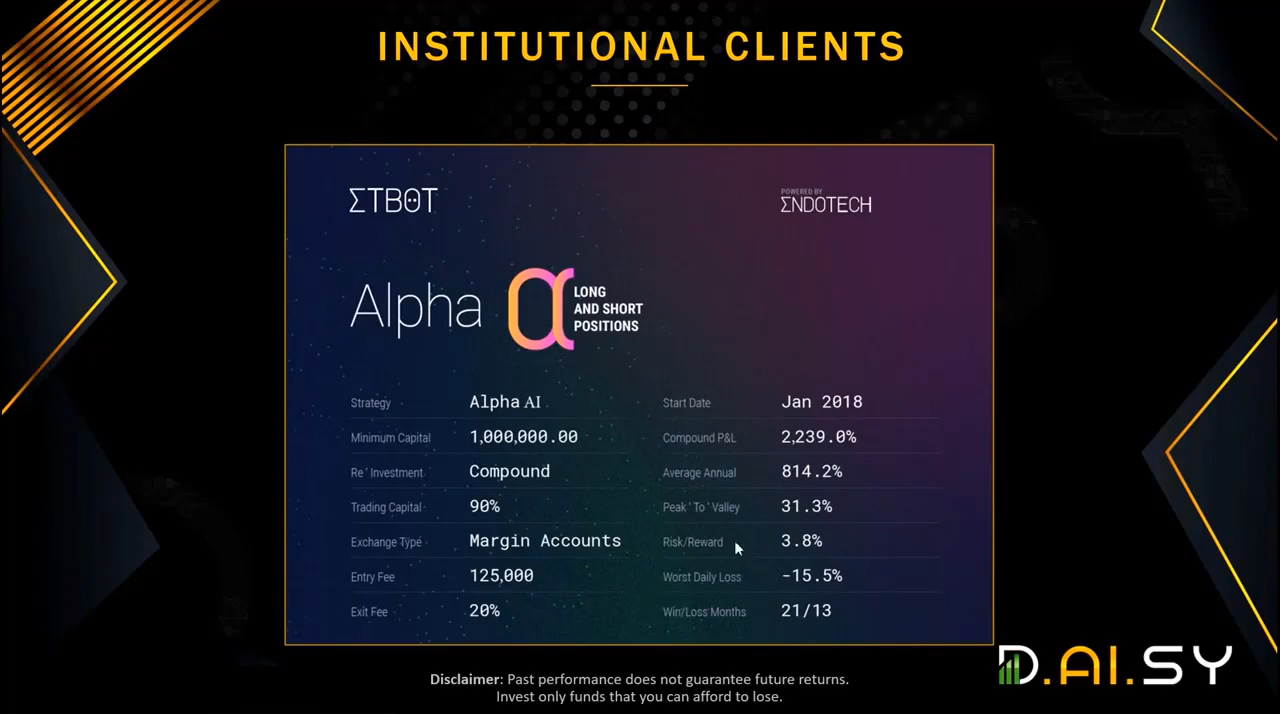 INSTITUTIONAL CLIENTS
ΣTBOT
POWERED BY
ΣNDOTECH
Alpha α LONG
AND SHORT
POSITIONS
Strategy Alpha AI Start Date Jan 2018
Minimum Capital 1,000,000.00 Compound P&L 2,239.0%
Re ' Investment Compound Average Annual 814.2%
Trading Capital 90% Peak ' To ' Valley 31.3%
Exchange Type Margin Accounts Risk/Reward 3.8%
Entry Fee 125,000 Worst Daily Loss -15.5%
Exit Fee 20% Win/Loss Months 21/13
D.AI.SY
Disclaimer: Past performance does not guarantee future returns.
Invest only funds that you can afford to lose.